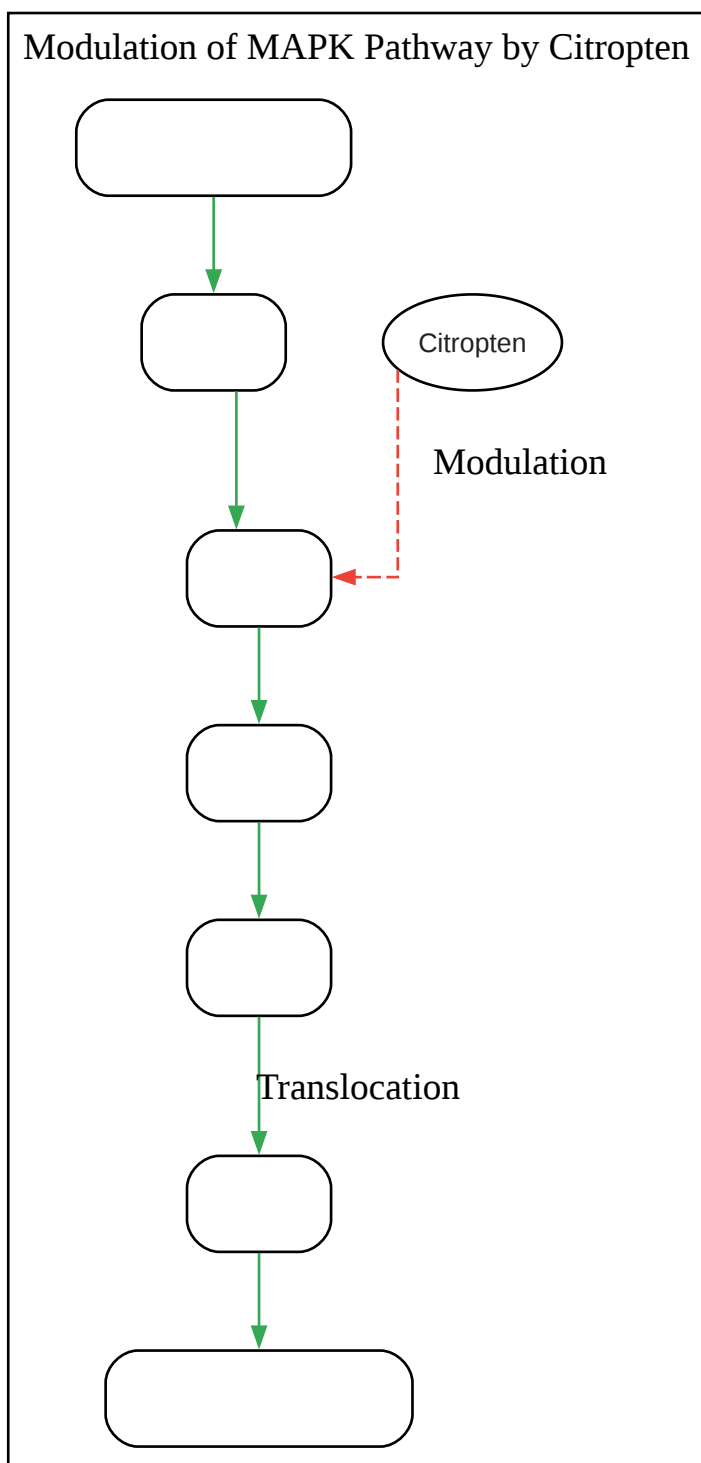 Modulation of MAPK Pathway by Citropten
Citropten
Modulation
Translocation